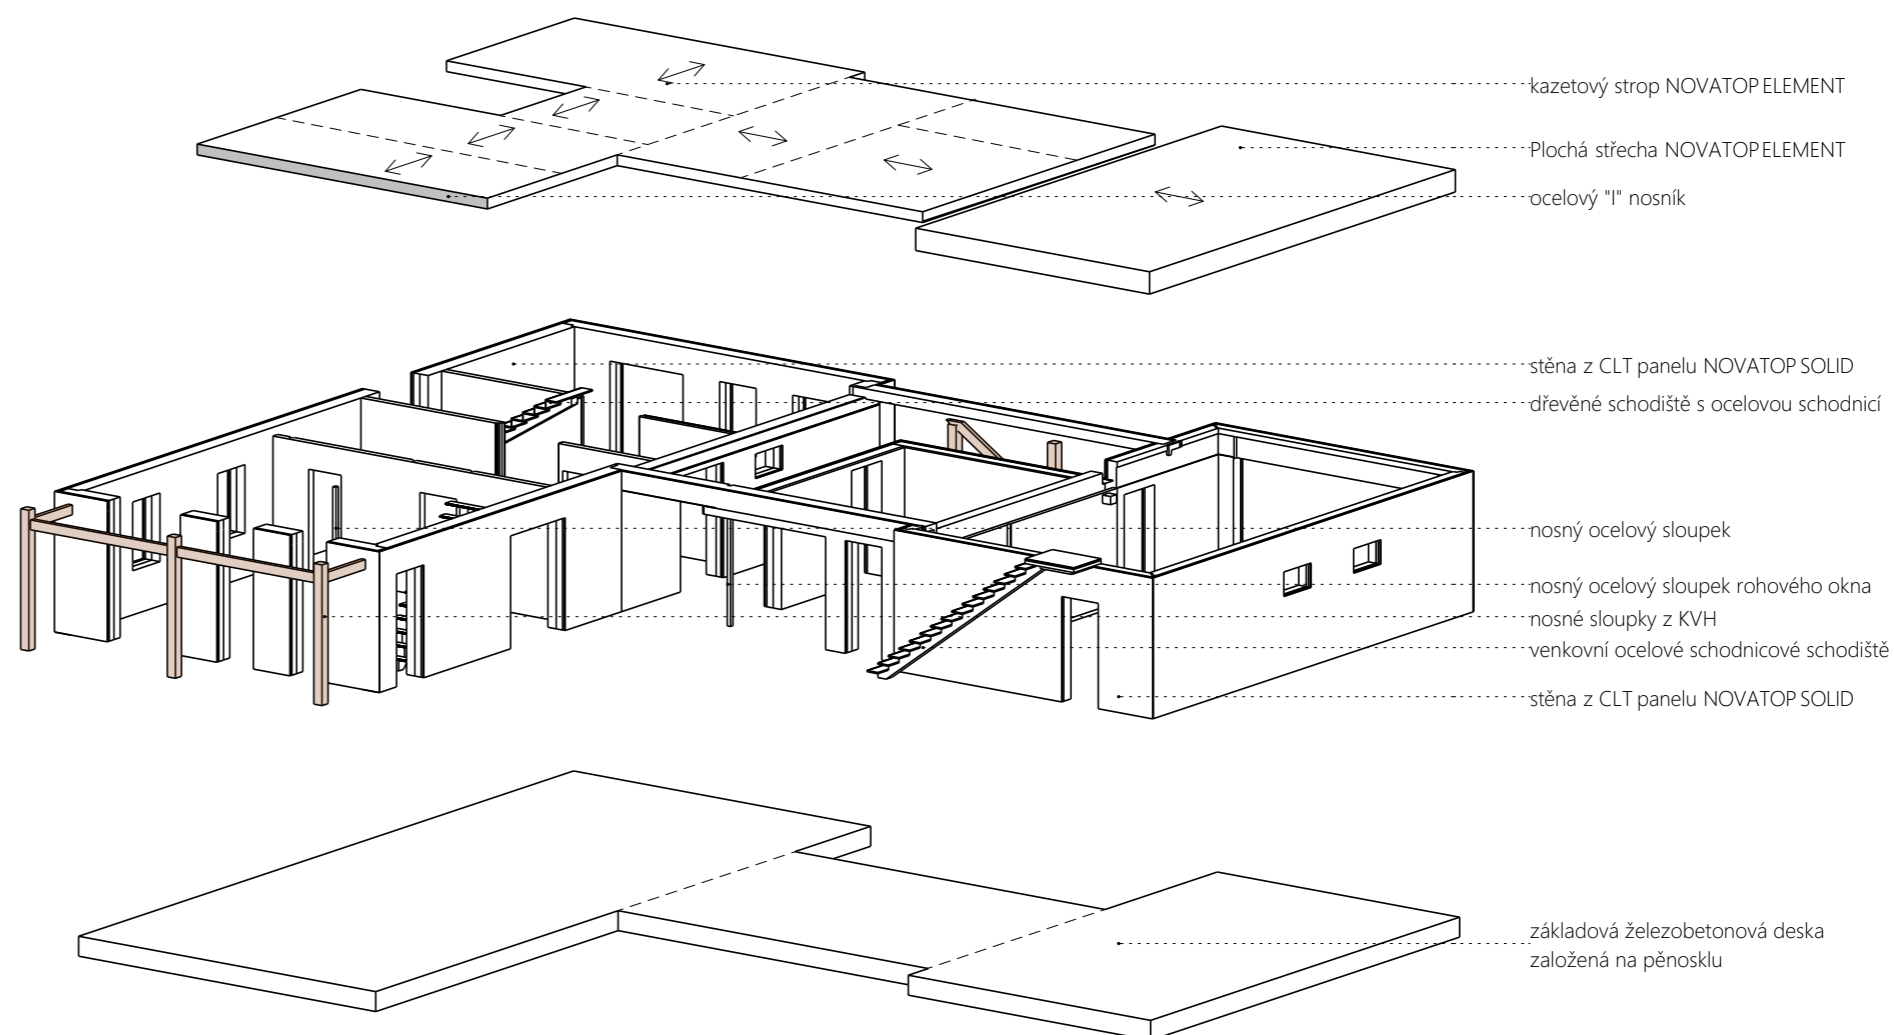 kazetový strop NOVATOP ELEMENT
Plochá střecha NOVATOP ELEMENT
ocelový "I" nosník
stěna z CLT panelu NOVATOP SOLID
dřevěné schodiště s ocelovou schodnicí
nosný ocelový sloupek
nosný ocelový sloupek rohového okna
nosné sloupky z KVH
venkovní ocelové schodnicové schodiště
stěna z CLT panelu NOVATOP SOLID
základová železobetonová deska
založená na pěnosklu